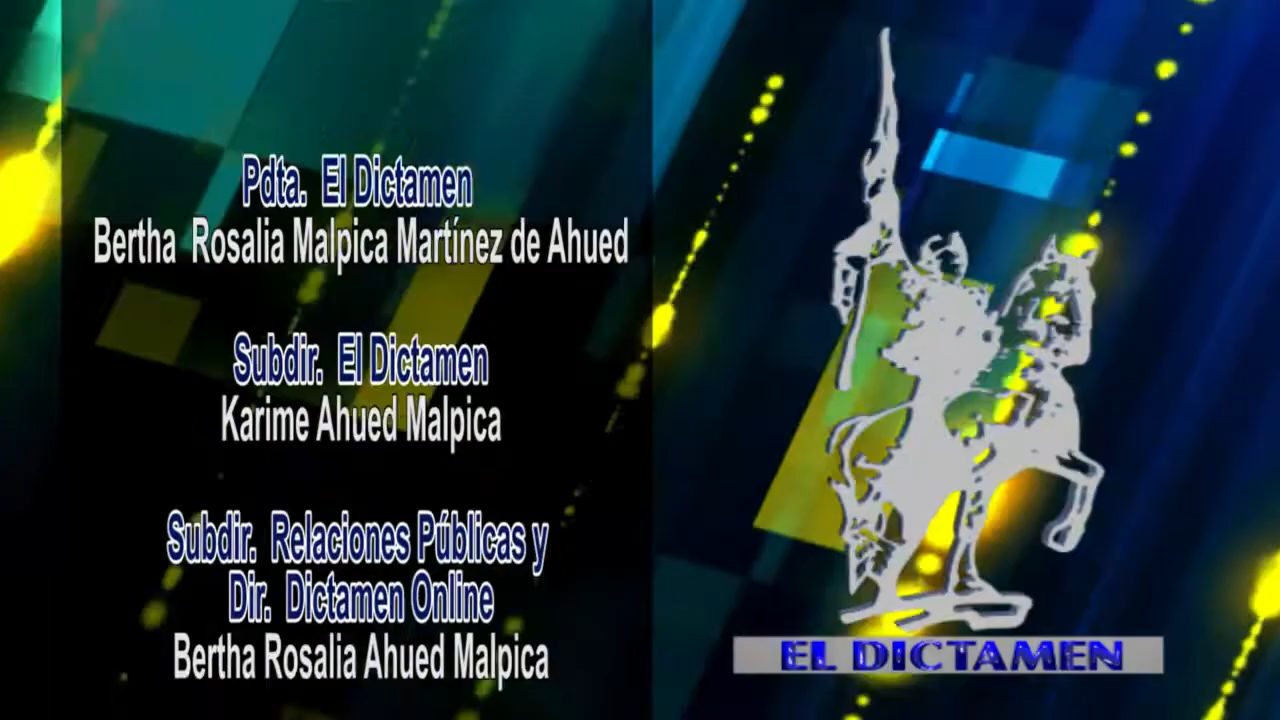 Pdta. El Dictamen
Bertha Rosalia Malpica Martínez de Ahued
Subdir. El Dictamen
Karime Ahued Malpica
Subdir. Relaciones Públicas y
Dir. Dictamen Online
Bertha Rosalia Ahued Malpica
EL DICTAMEN